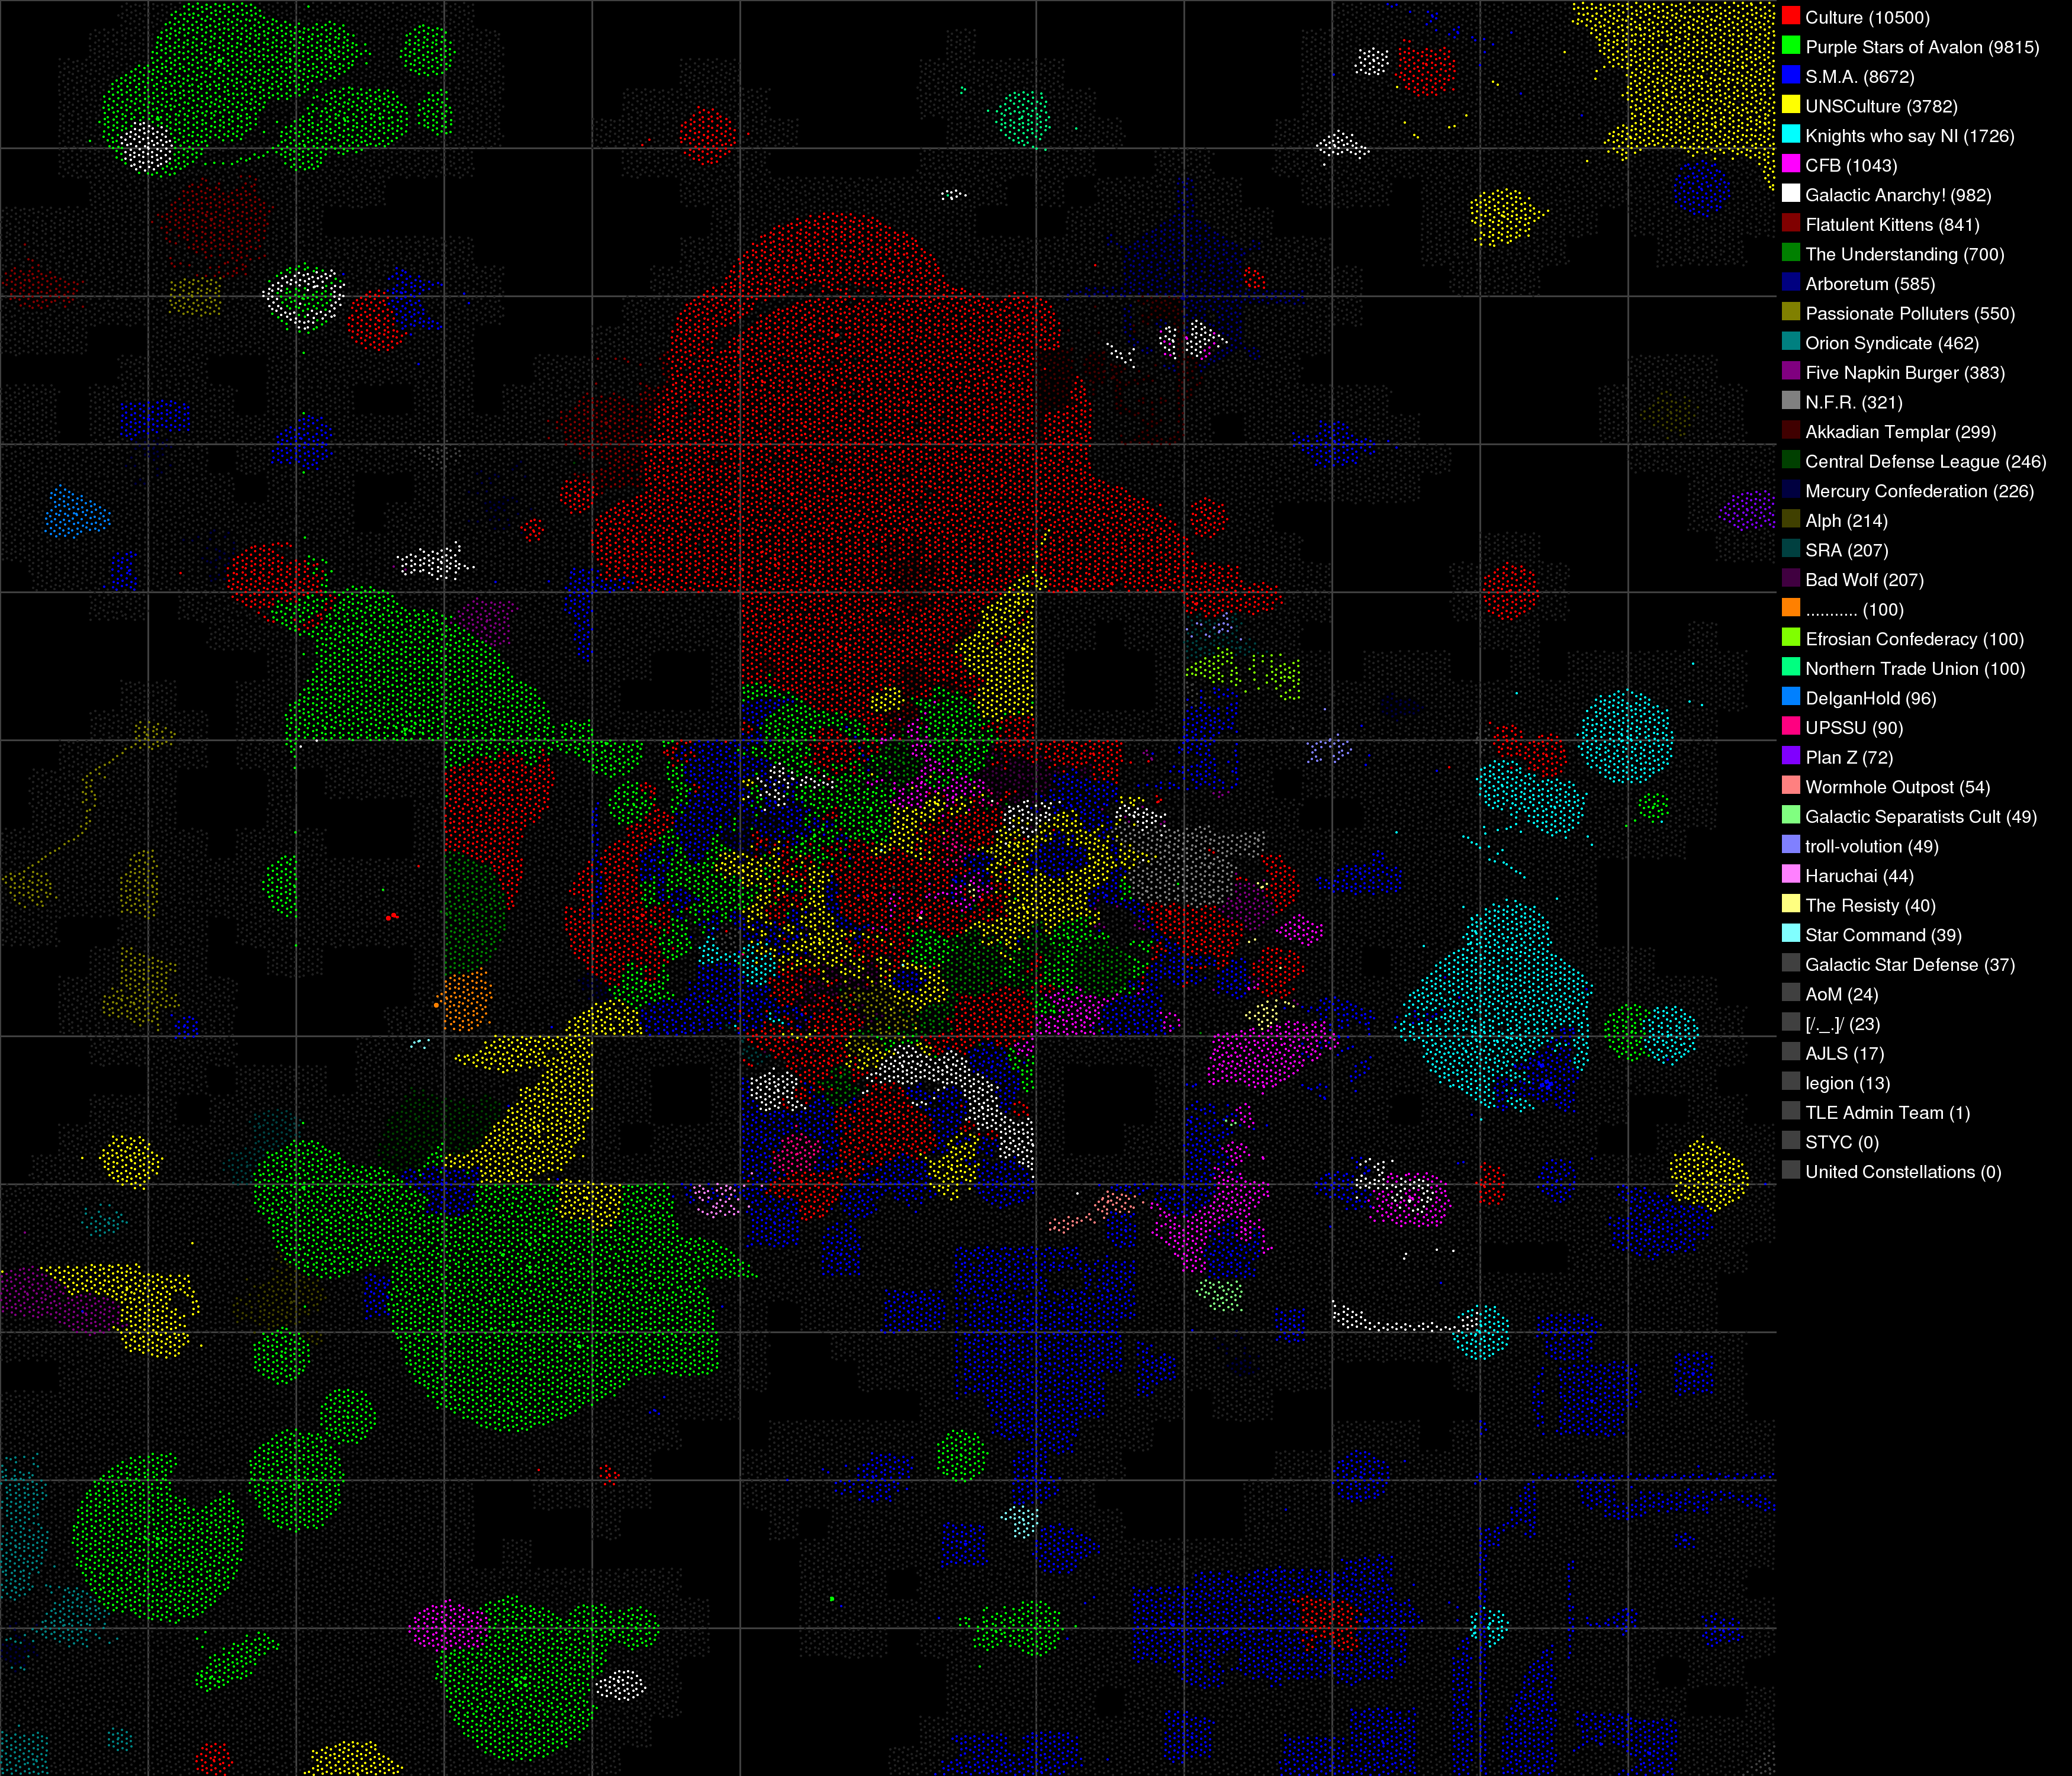 Culture (10500)
Purple Stars of Avalon (9815)
S.M.A. (8672)
UNSCulture (3782)
Knights who say NI (1726)
CFB (1043)
Galactic Anarchy! (982)
Flatulent Kittens (841)
The Understanding (700)
Arboretum (585)
Passionate Polluters (550)
Orion Syndicate (462)
Five Napkin Burger (383)
N.F.R. (321)
Akkadian Templar (299)
Central Defense League (246)
Mercury Confederation (226)
Alph (214)
SRA (207)
Bad Wolf (207)
........... (100)
Efrosian Confederacy (100)
Northern Trade Union (100)
DelganHold (96)
UPSSU (90)
Plan Z (72)
Wormhole Outpost (54)
Galactic Separatists Cult (49)
troll-volution (49)
Haruchai (44)
The Resisty (40)
Star Command (39)
Galactic Star Defense (37)
AoM (24)
[/._.]/ (23)
AJLS (17)
legion (13)
TLE Admin Team (1)
STYC (0)
United Constellations (0)